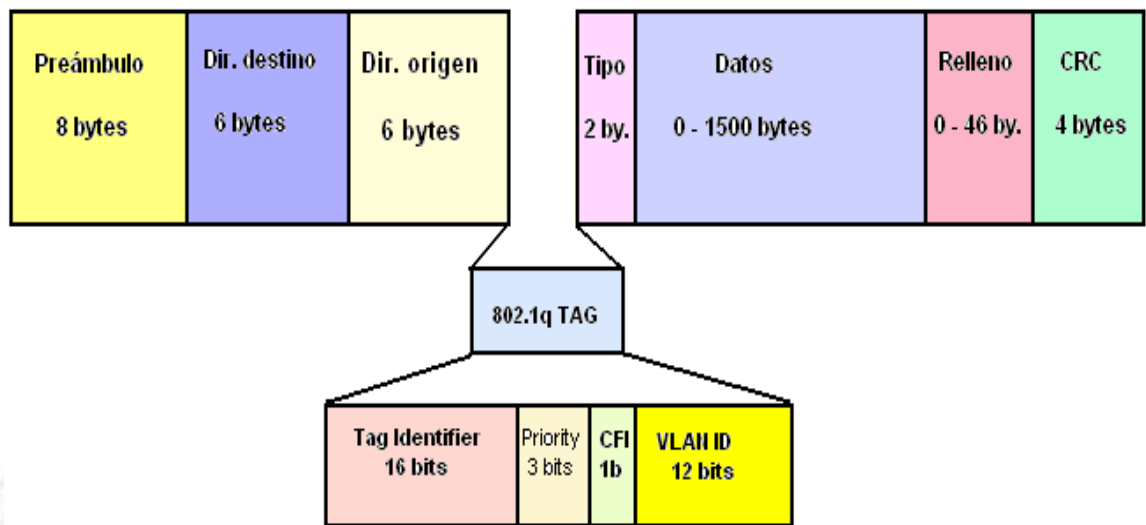 Preámbulo
8 bytes
Dir. destino
6 bytes
Dir. origen
6 bytes
Tipo
2 by.
Datos
0 - 1500 bytes
Relleno
0 - 46 by.
CRC
4 bytes
802.1q TAG
Tag Identifier
16 bits
Priority
3 bits
CFI
1b
VLAN ID
12 bits